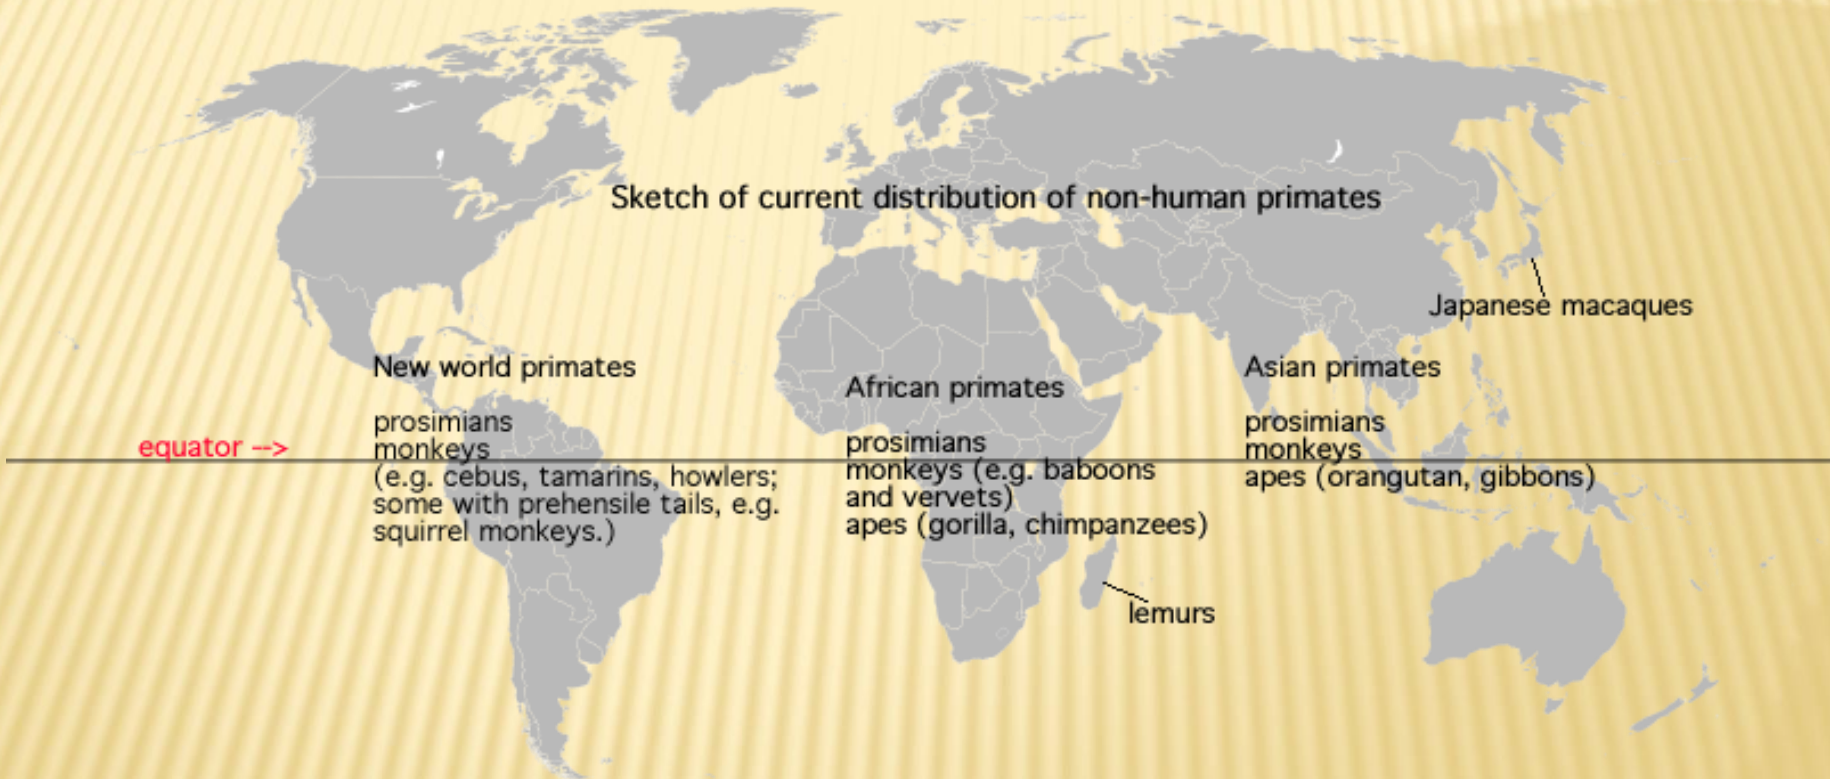 Sketch of current distribution of non-human primates
Japanese macaques
New world primates
prosimians
monkeys
(e.g. cebus, tamarins, howlers;
some with prehensile tails, e.g.
squirrel monkeys.)
equator -->
African primates
prosimians
monkeys (e.g. baboons
and vervets)
apes (gorilla, chimpanzees)
Asian primates
prosimians
monkeys
apes (orangutan, gibbons)
lemurs